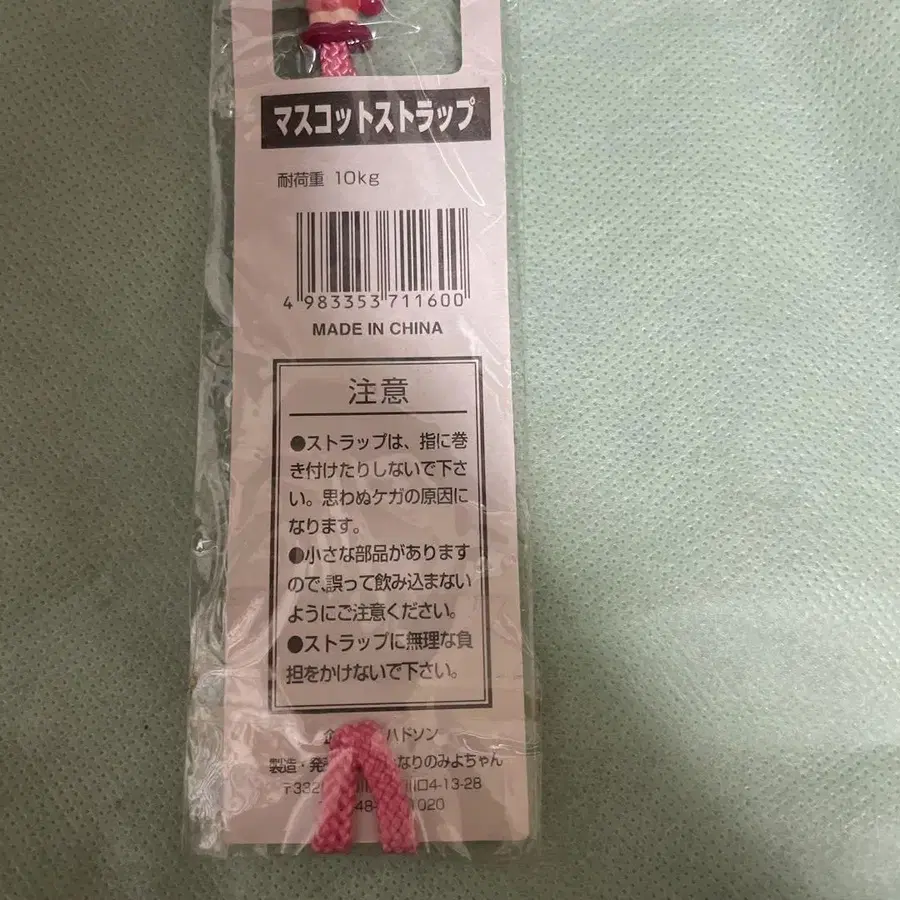 マスコットストラップ
耐荷重 10kg
4 983353 711600
MADE IN CHINA
注意
●ストラップは、指に巻
き付けたりしないで下さ
い。思わぬケガの原因に
なります。
●小さな部品があります
ので、誤って飲み込まない
ようにご注意ください。
●ストラップに無理な負
担をかけないで下さい。
企 ハドソン
製造・発 なりのみよちゃん
〒332 川口4-13-28
48- 1020